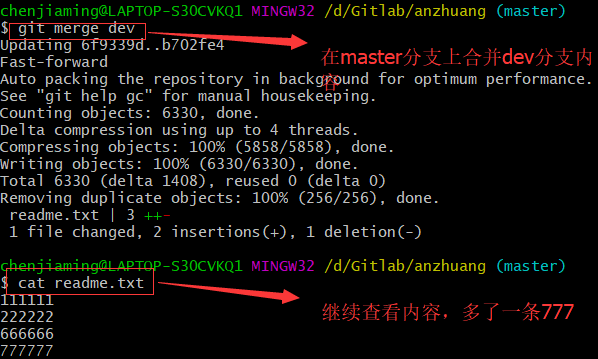 chenjiaming@LAPTOP-S3OCVKQ1 MINGW32 /d/Gitlab/anzhuang (master)
$ git merge dev
Updating 6f9339d..b702fe4
Fast-forward
Auto packing the repository in background for optimum performance.
See "git help gc" for manual housekeeping.
Counting objects: 6330, done.
Delta compression using up to 4 threads.
Compressing objects: 100% (5858/5858), done.
Writing objects: 100% (6330/6330), done.
Total 6330 (delta 1408), reused 0 (delta 0)
Removing duplicate objects: 100% (256/256), done.
readme.txt | 3 ++-
1 file changed, 2 insertions(+), 1 deletion(-)
在master分支上合并dev分支内
容
chenjiaming@LAPTOP-S3OCVKQ1 MINGW32 /d/Gitlab/anzhuang (master)
$ cat readme.txt
111111
222222
666666
777777
继续查看内容，多了一条777